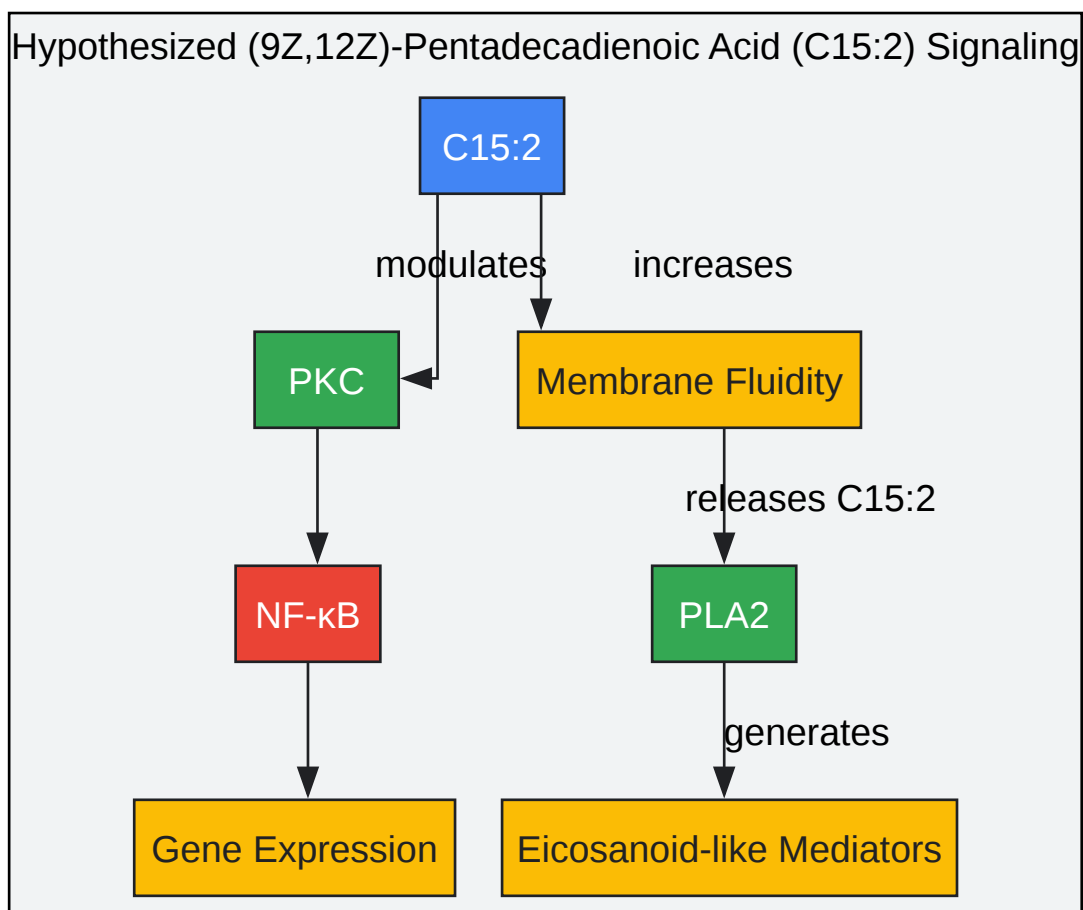 Hypothesized (9Z,12Z)-Pentadecadienoic Acid (C15:2) Signaling
C15:2
modulates
increases
PKC
Membrane Fluidity
releases C15:2
NF-κB
PLA2
generates
Gene Expression
Eicosanoid-like Mediators